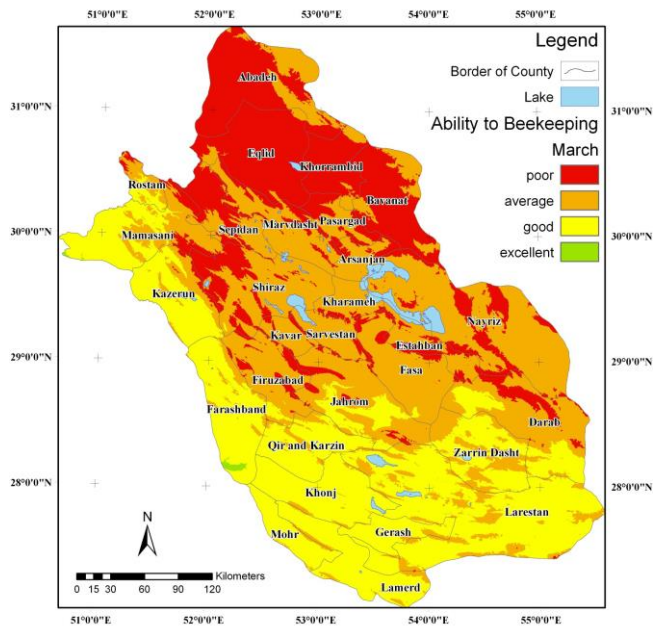 51°0'0"E 52°0'0"E 53°0'0"E 54°0'0"E 55°0'0"E
Legend
Border of County
Lake
Ability to Beekeeping
March
poor
average
good
excellent
31°0'0"N 31°0'0"N
30°0'0"N 30°0'0"N
29°0'0"N 29°0'0"N
28°0'0"N 28°0'0"N
Abadeh
Eqlid
Khorrambid
Rostam
Bavanat
Mamasani
Sepidan
Marvdasht
Pasargad
Arsanjan
Kazerun
Shiraz
Kharameh
Nayriz
Kavar
Sarvestan
Estahban
Fasa
Firuzabad
Jahrom
Farashband
Darab
Qir and Karzin
Zarrin Dasht
Khonj
Larestan
Mohr
Gerash
Lamerd
N
Kilometers
0 15 30 60 90 120
51°0'0"E 52°0'0"E 53°0'0"E 54°0'0"E 55°0'0"E